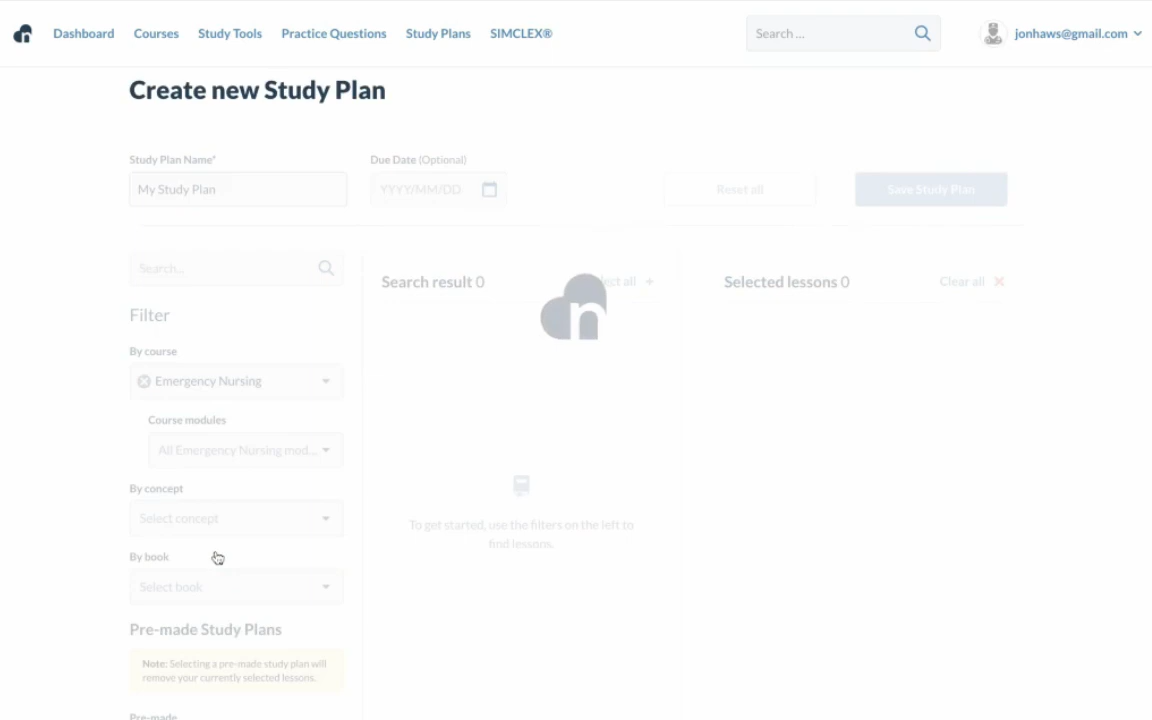 Dashboard Courses Study Tools Practice Questions Study Plans SIMCLEX® Search ... jonhaws@gmail.com
Create new Study Plan
Study Plan Name* Due Date (Optional)
My Study Plan YYYY/MM/DD Reset all Save Study Plan
Search...
Search result 0 ect all + Selected lessons 0 Clear all
Filter
By course
Emergency Nursing
Course modules
All Emergency Nursing mod...
By concept
Select concept
To get started, use the filters on the left to
find lessons.
By book
Select book
Pre-made Study Plans
Note: Selecting a pre-made study plan will
remove your currently selected lessons.
Pre-made